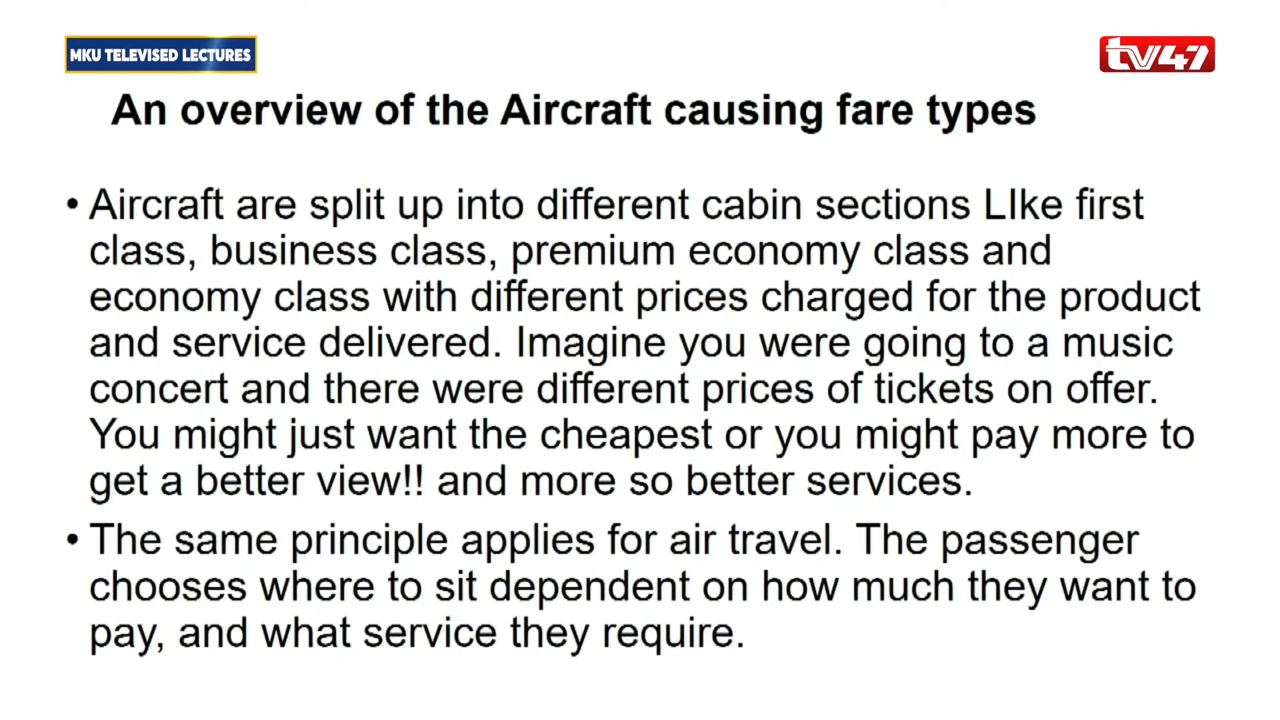 MKU TELEVISED LECTURES
tv47
An overview of the Aircraft causing fare types
• Aircraft are split up into different cabin sections LIke first
class, business class, premium economy class and
economy class with different prices charged for the product
and service delivered. Imagine you were going to a music
concert and there were different prices of tickets on offer.
You might just want the cheapest or you might pay more to
get a better view!! and more so better services.
• The same principle applies for air travel. The passenger
chooses where to sit dependent on how much they want to
pay, and what service they require.